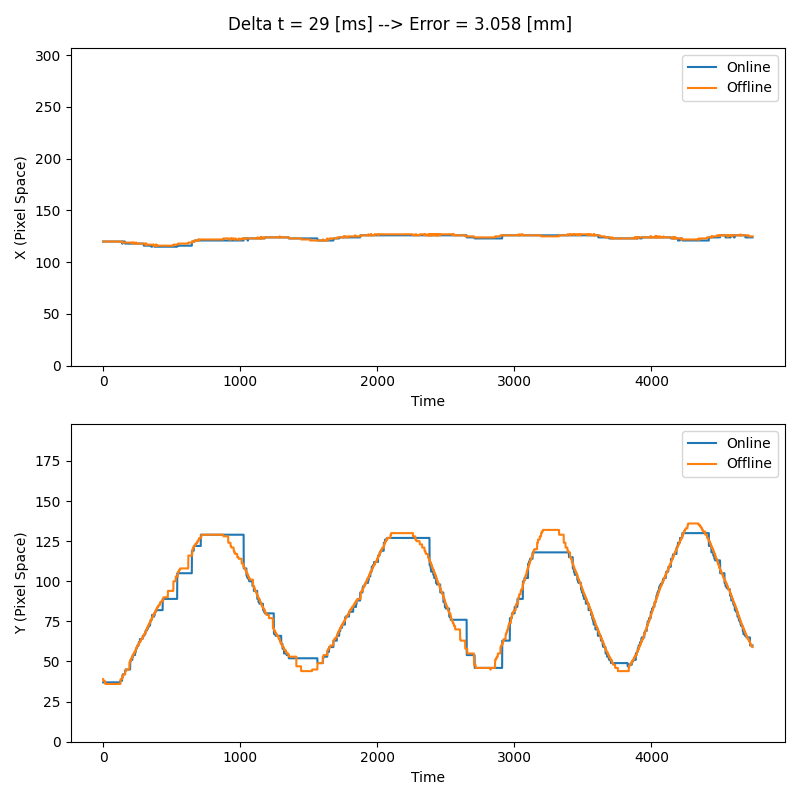 Delta t = 29 [ms] --> Error = 3.058 [mm]
300
250
200
150
100
50
0
X (Pixel Space)
Online
Offline
0 1000 2000 3000 4000
Time
175
150
125
100
75
50
25
0
Y (Pixel Space)
Online
Offline
0 1000 2000 3000 4000
Time